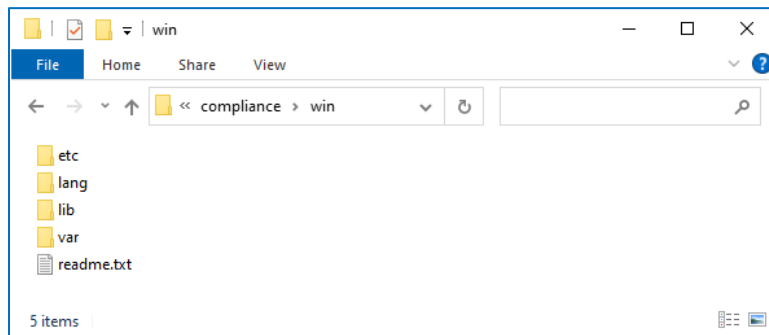 win
File Home Share View
« compliance › win
etc
lang
lib
var
readme.txt
5 items